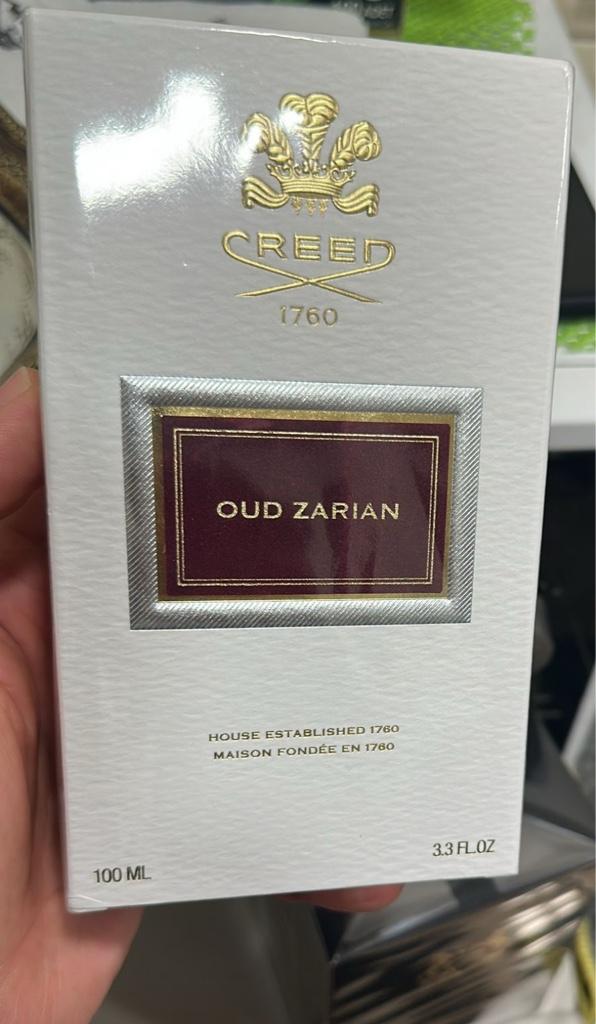 CREED
1760
OUD ZARIAN
HOUSE ESTABLISHED 1760
MAISON FONDÉE EN 1760
100 ML
3.3 FL.OZ